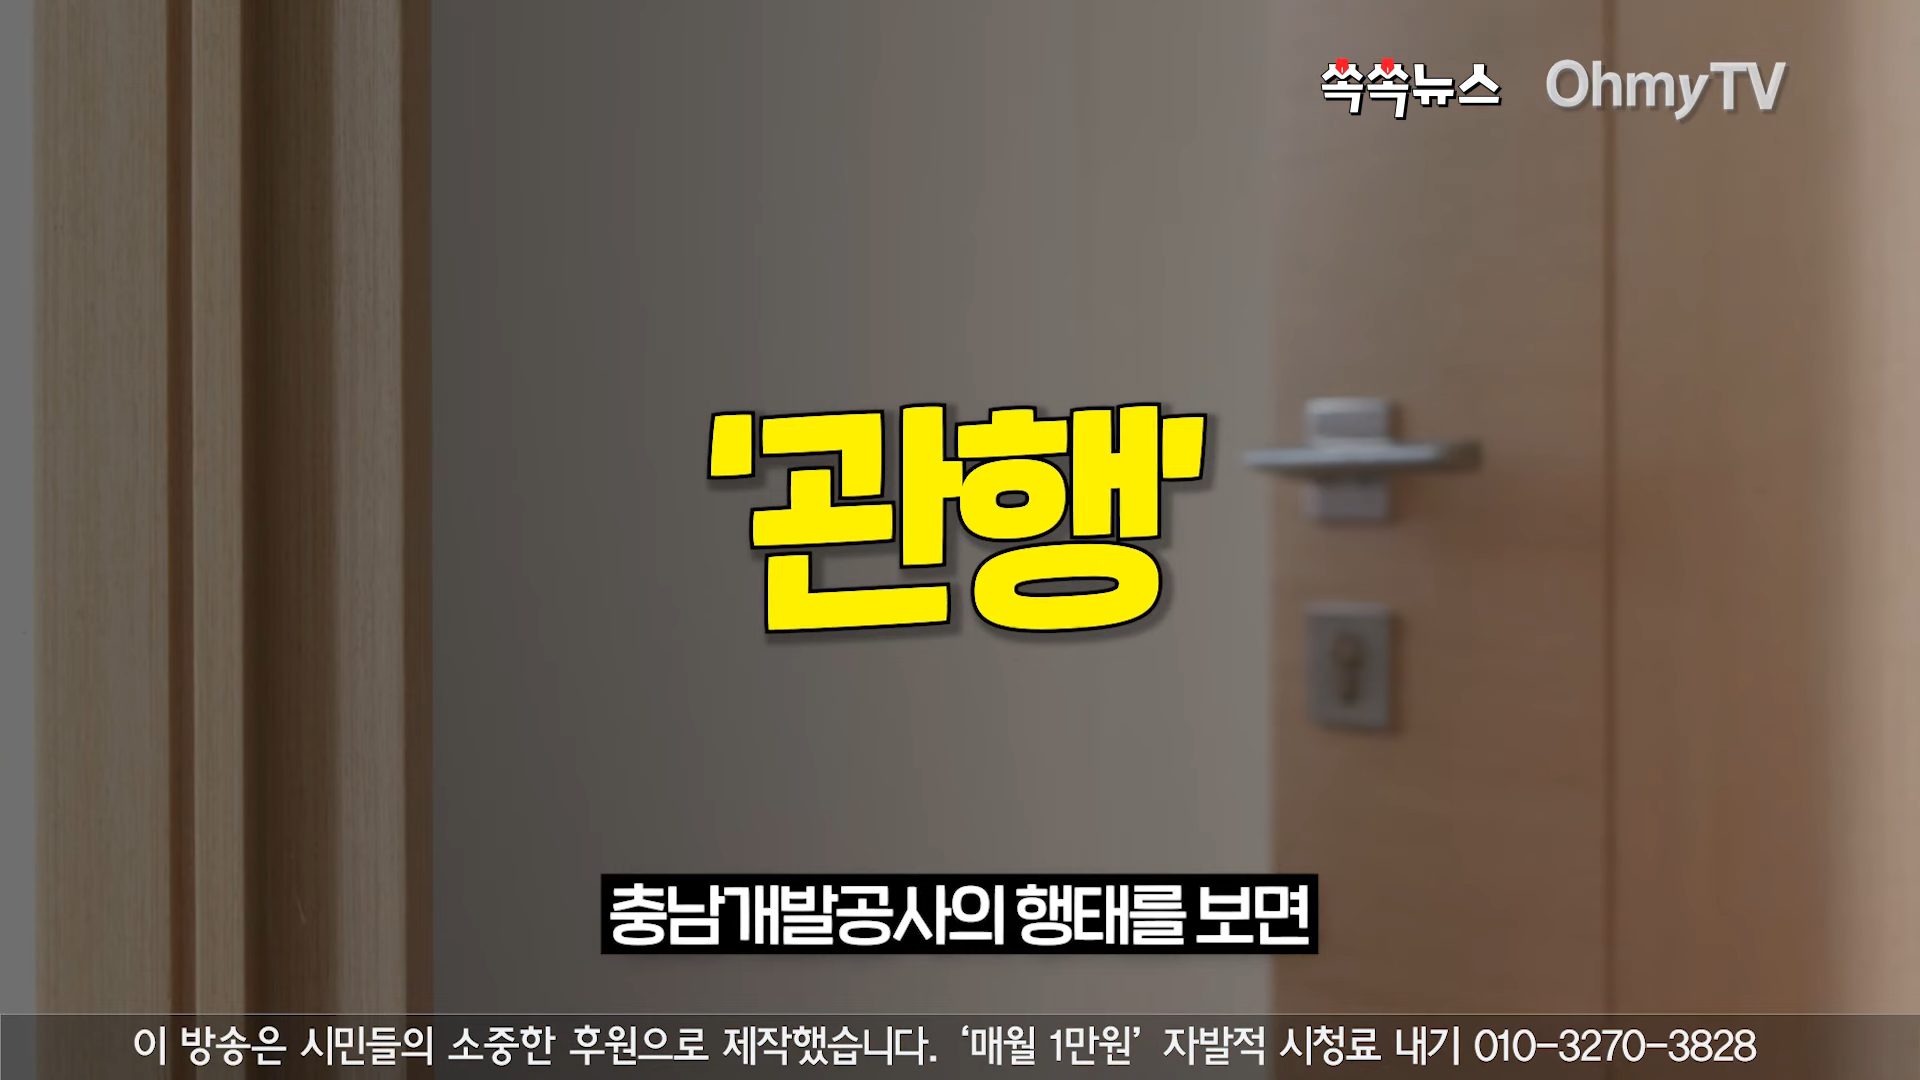 쏙쏙뉴스 OhmyTV
'관행'
충남개발공사의 행태를 보면
이 방송은 시민들의 소중한 후원으로 제작했습니다. ‘매월 1만원’ 자발적 시청료 내기 010-3270-3828